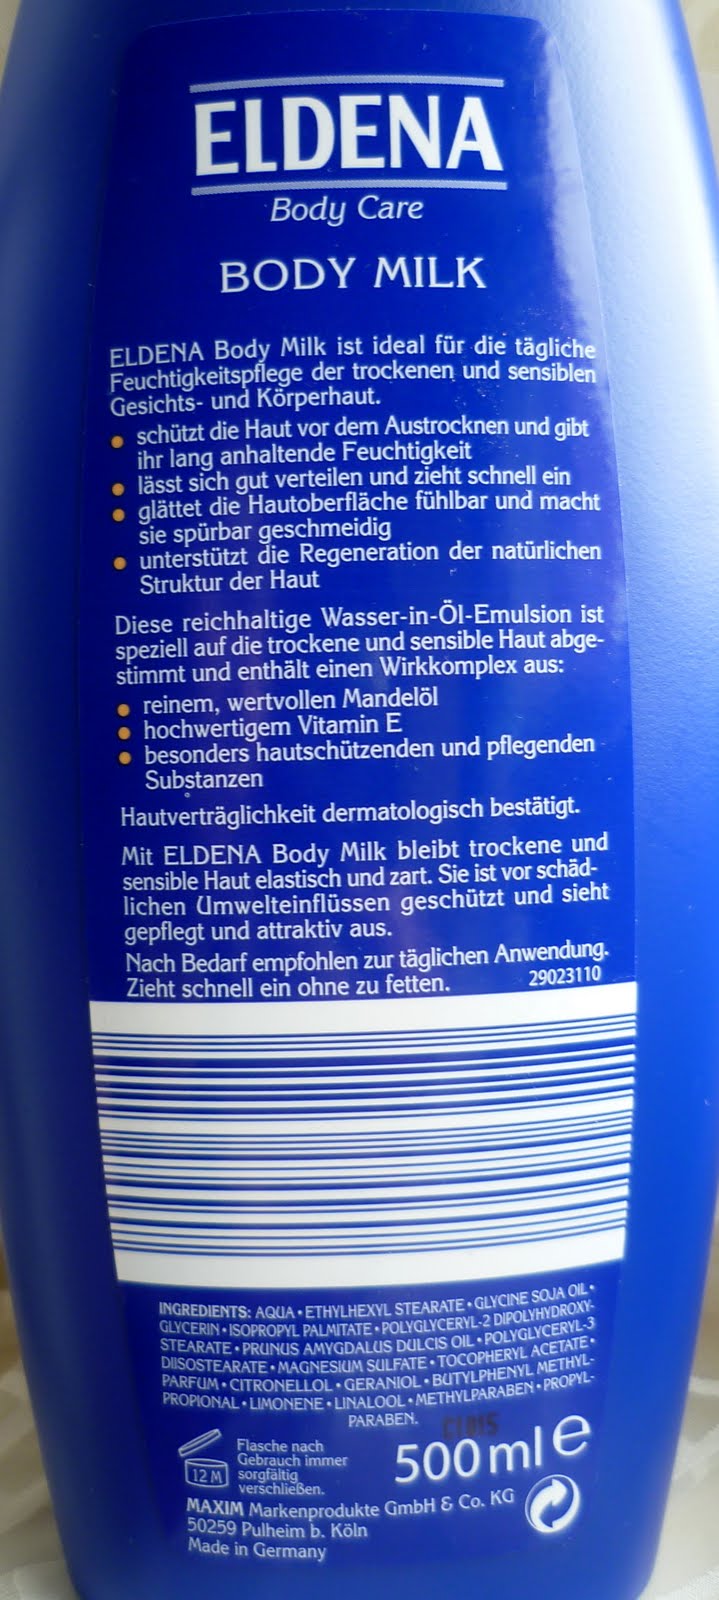 ELDENA
Body Care
BODY MILK
ELDENA Body Milk ist ideal für die tägliche
Feuchtigkeitspflege der trockenen und sensiblen
Gesichts- und Körperhaut.
• schützt die Haut vor dem Austrocknen und gibt
ihr lang anhaltende Feuchtigkeit
• lässt sich gut verteilen und zieht schnell ein
• glättet die Hautoberfläche fühlbar und macht
sie spürbar geschmeidig
• unterstützt die Regeneration der natürlichen
Struktur der Haut
Diese reichhaltige Wasser-in-Öl-Emulsion ist
speziell auf die trockene und sensible Haut abge-
stimmt und enthält einen Wirkkomplex aus:
• reinem, wertvollen Mandelöl
• hochwertigem Vitamin E
• besonders hautschützenden und pflegenden
Substanzen
Hautverträglichkeit dermatologisch bestätigt.
Mit ELDENA Body Milk bleibt trockene und
sensible Haut elastisch und zart. Sie ist vor schäd-
lichen Umwelteinflüssen geschützt und sieht
gepflegt und attraktiv aus.
Nach Bedarf empfohlen zur täglichen Anwendung.
Zieht schnell ein ohne zu fetten. 29023110
INGREDIENTS: AQUA • ETHYLHEXYL STEARATE • GLYCINE SOJA OIL •
GLYCERIN • ISOPROPYL PALMITATE • POLYGLYCERYL-2 DIPOLYHYDROXY-
STEARATE • PRUNUS AMYGDALUS DULCIS OIL • POLYGLYCERYL-3
DIISOSTEARATE • MAGNESIUM SULFATE • TOCOPHERYL ACETATE •
PARFUM • CITRONELLOL • GERANIOL • BUTYLPHENYL METHYL-
PROPIONAL • LIMONENE • LINALOOL • METHYLPARABEN • PROPYL-
PARABEN.
12 M
Flasche nach
Gebrauch immer
sorgfältig
verschließen.
500 ml e
MAXIM Markenprodukte GmbH & Co. KG
50259 Pulheim b. Köln
Made in Germany